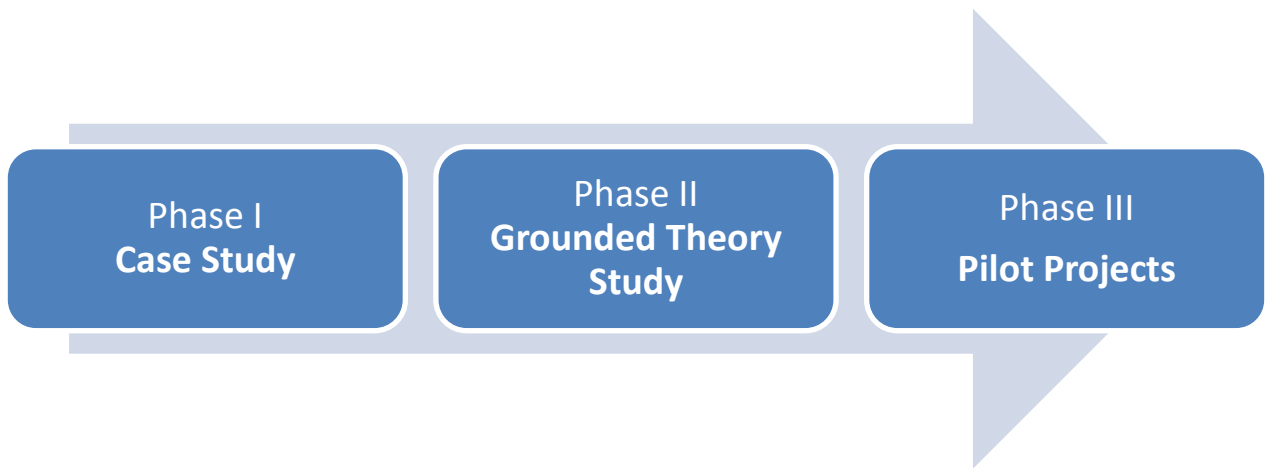 Phase I
Case Study
Phase II
Grounded Theory
Study
Phase III
Pilot Projects